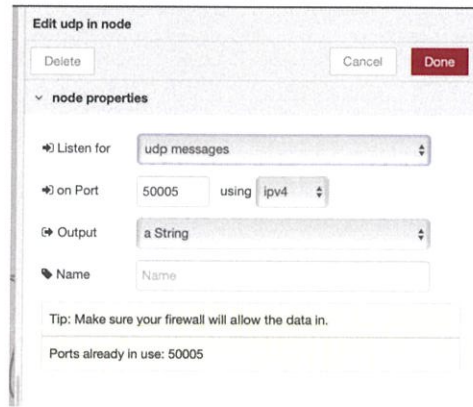 Edit udp in node
Delete Cancel Done
node properties
Listen for udp messages
on Port 50005 using ipv4
Output a String
Name Name
Tip: Make sure your firewall will allow the data in.
Ports already in use: 50005